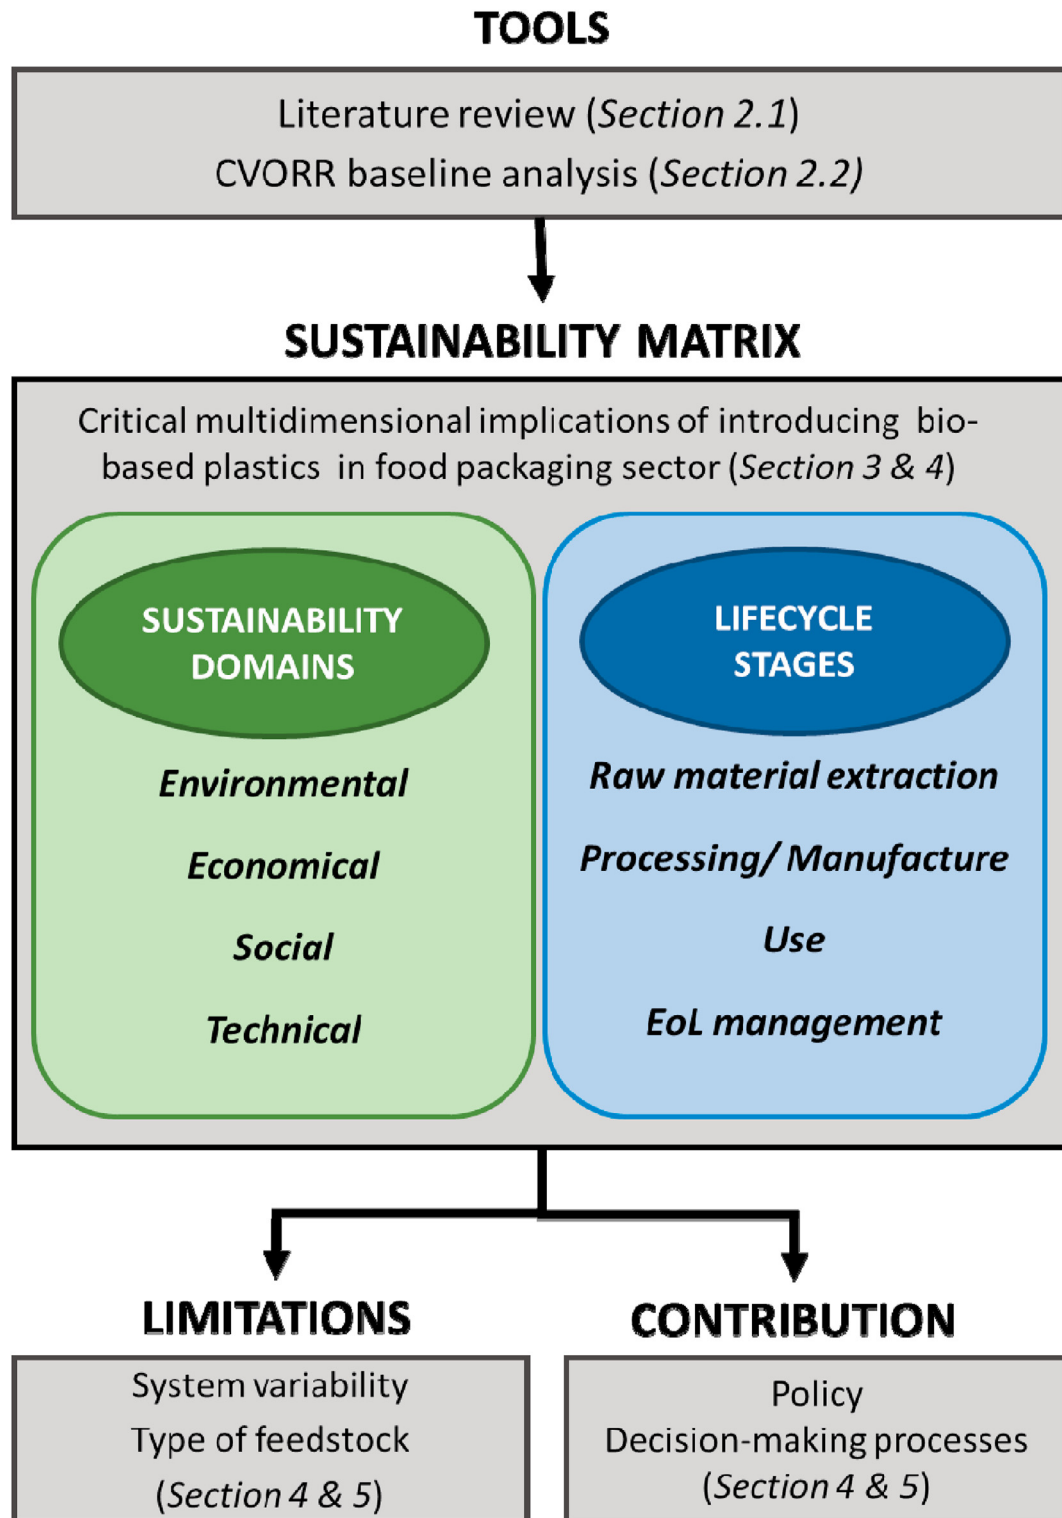 TOOLS
Literature review (Section 2.1)
CVORR baseline analysis (Section 2.2)
SUSTAINABILITY MATRIX
Critical multidimensional implications of introducing bio-
based plastics in food packaging sector (Section 3 & 4)
SUSTAINABILITY
DOMAINS
Environmental
Economical
Social
Technical
LIFECYCLE
STAGES
Raw material extraction
Processing/ Manufacture
Use
EoL management
LIMITATIONS
System variability
Type of feedstock
(Section 4 & 5)
CONTRIBUTION
Policy
Decision-making processes
(Section 4 & 5)